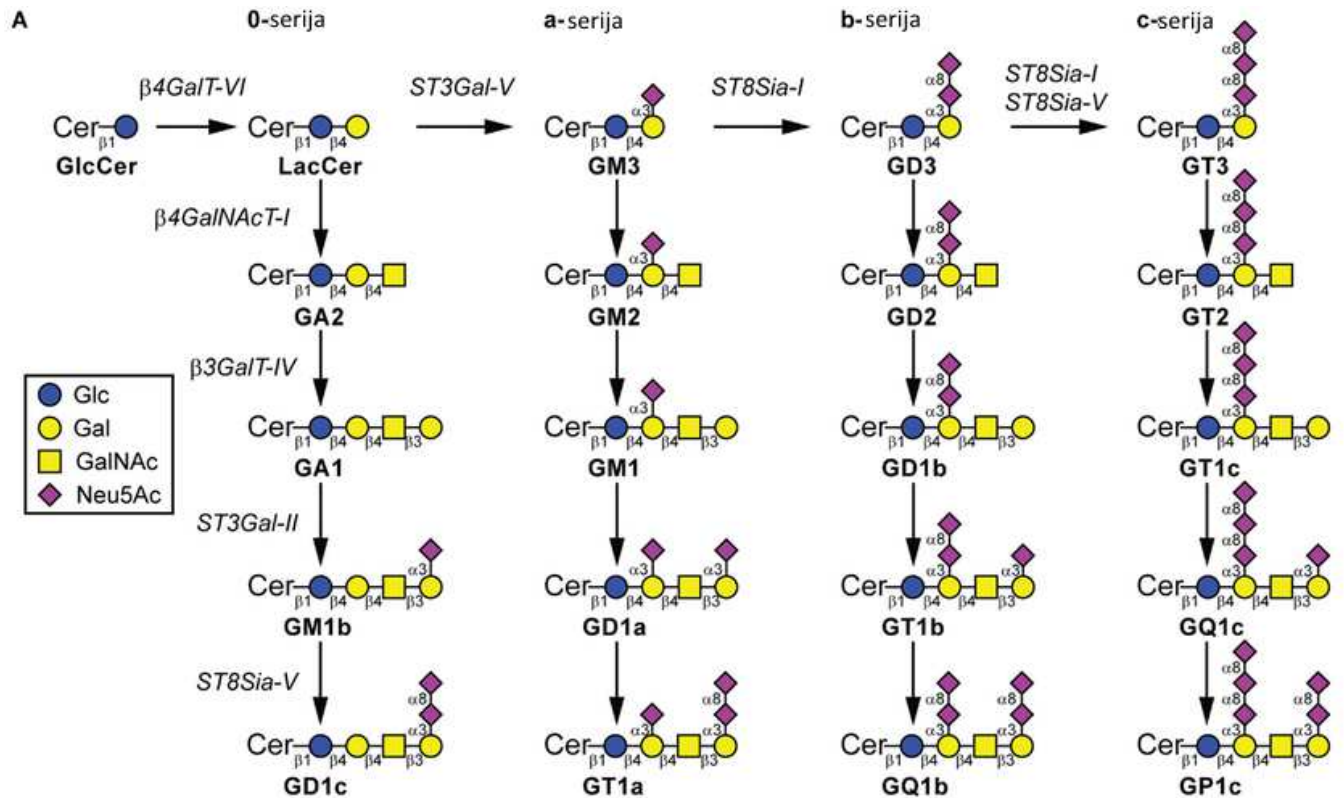 A
0-serija
a-serija
b-serija
c-serija
β4GalT-VI
ST3Gal-V
ST8Sia-I
ST8Sia-I
ST8Sia-V
Cer β1
GlcCer
Cer β1 β4
LacCer
Cer β1 β4 α3
GM3
Cer β1 β4 α3 α8
GD3
Cer β1 β4 α3 α8 α8
GT3
β4GalNAcT-I
Cer β1 β4 β4
GA2
Cer β1 β4 α3 β4
GM2
Cer β1 β4 α3 α8 β4
GD2
Cer β1 β4 α3 α8 α8 β4
GT2
β3GalT-IV
Cer β1 β4 β4 β3
GA1
Cer β1 β4 α3 β4 β3
GM1
Cer β1 β4 α3 α8 β4 β3
GD1b
Cer β1 β4 α3 α8 α8 β4 β3
GT1c
Glc
Gal
GalNAc
Neu5Ac
ST3Gal-II
Cer β1 β4 β4 β3 α3
GM1b
Cer β1 β4 α3 β4 β3 α3
GD1a
Cer β1 β4 α3 α8 β4 β3 α3
GT1b
Cer β1 β4 α3 α8 α8 β4 β3 α3
GQ1c
ST8Sia-V
Cer β1 β4 β4 β3 α3 α8
GD1c
Cer β1 β4 α3 β4 β3 α3 α8
GT1a
Cer β1 β4 α3 α8 β4 β3 α3 α8
GQ1b
Cer β1 β4 α3 α8 α8 β4 β3 α3 α8
GP1c